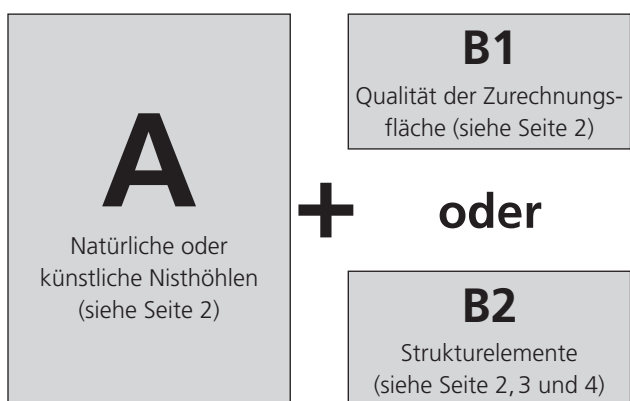 A
Natürliche oder
künstliche Nisthöhlen
(siehe Seite 2)
+
B1
Qualität der Zurechnungs-
fläche (siehe Seite 2)
oder
B2
Strukturelemente
(siehe Seite 2, 3 und 4)